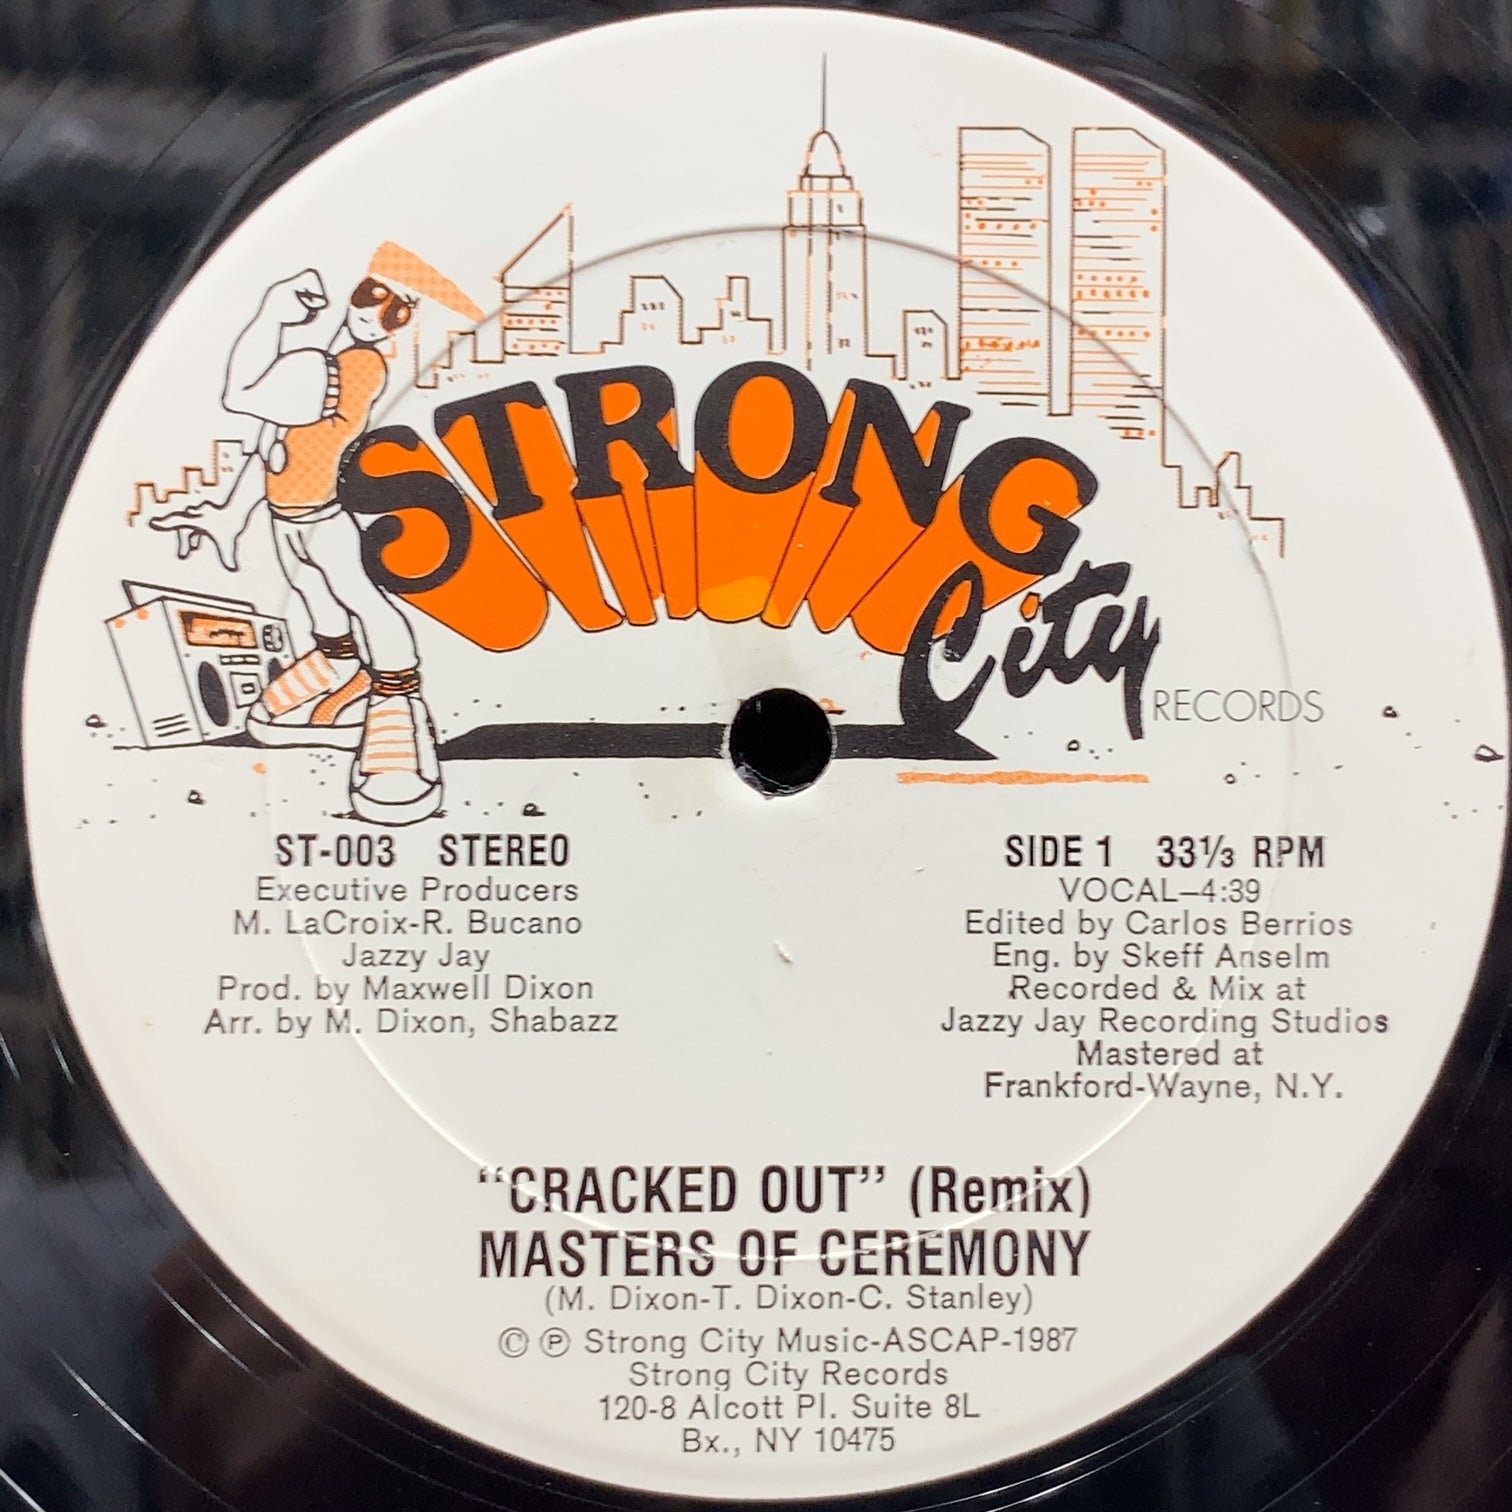 STRONG
City
RECORDS
ST-003 STEREO
Executive Producers
M. LaCroix-R. Bucano
Jazzy Jay
Prod. by Maxwell Dixon
Arr. by M. Dixon, Shabazz
SIDE 1 33⅓ RPM
VOCAL–4:39
Edited by Carlos Berrios
Eng. by Skeff Anselm
Recorded & Mix at
Jazzy Jay Recording Studios
Mastered at
Frankford-Wayne, N.Y.
“CRACKED OUT” (Remix)
MASTERS OF CEREMONY
(M. Dixon-T. Dixon-C. Stanley)
© ℗ Strong City Music-ASCAP-1987
Strong City Records
120-8 Alcott Pl. Suite 8L
Bx., NY 10475